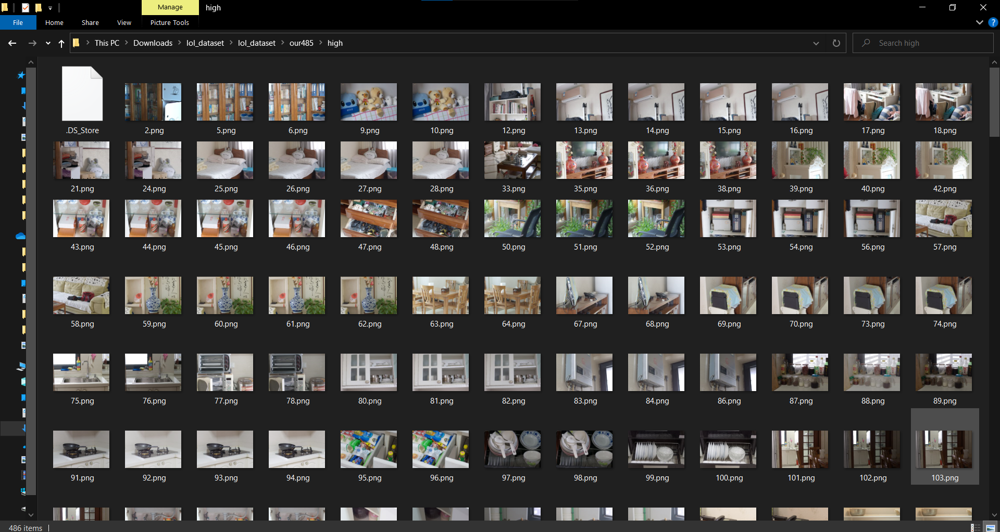 Manage
high
File
Home
Share
View
Picture Tools
This PC
Downloads
lol_dataset
lol_dataset
our485
high
Search high
.DS_Store
2.png
5.png
6.png
9.png
10.png
12.png
13.png
14.png
15.png
16.png
17.png
18.png
21.png
24.png
25.png
26.png
27.png
28.png
33.png
35.png
36.png
38.png
39.png
40.png
42.png
43.png
44.png
45.png
46.png
47.png
48.png
50.png
51.png
52.png
53.png
54.png
56.png
57.png
58.png
59.png
60.png
61.png
62.png
63.png
64.png
67.png
68.png
69.png
70.png
73.png
74.png
75.png
76.png
77.png
78.png
80.png
81.png
82.png
83.png
84.png
86.png
87.png
88.png
89.png
91.png
92.png
93.png
94.png
95.png
96.png
97.png
98.png
99.png
100.png
101.png
102.png
103.png
486 items